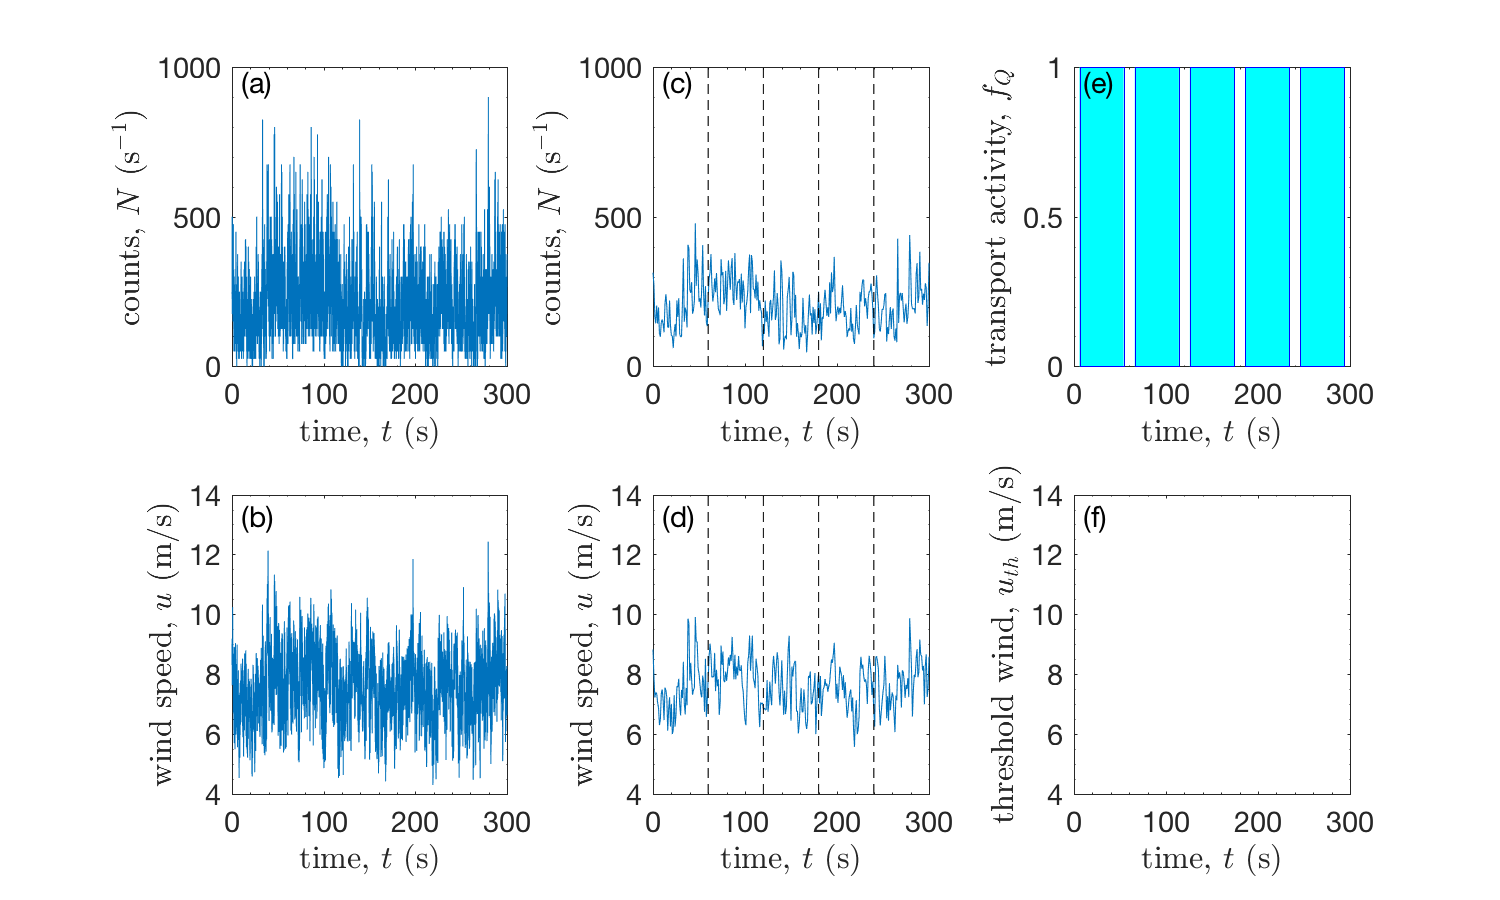 (a)
1000
500
0
counts, N (s⁻¹)
0 100 200 300
time, t (s)
(c)
1000
500
0
counts, N (s⁻¹)
0 100 200 300
time, t (s)
(e)
1
0.5
0
transport activity, f_Q
0 100 200 300
time, t (s)
(b)
14
12
10
8
6
4
wind speed, u (m/s)
0 100 200 300
time, t (s)
(d)
14
12
10
8
6
4
wind speed, u (m/s)
0 100 200 300
time, t (s)
(f)
14
12
10
8
6
4
threshold wind, u_th (m/s)
0 100 200 300
time, t (s)